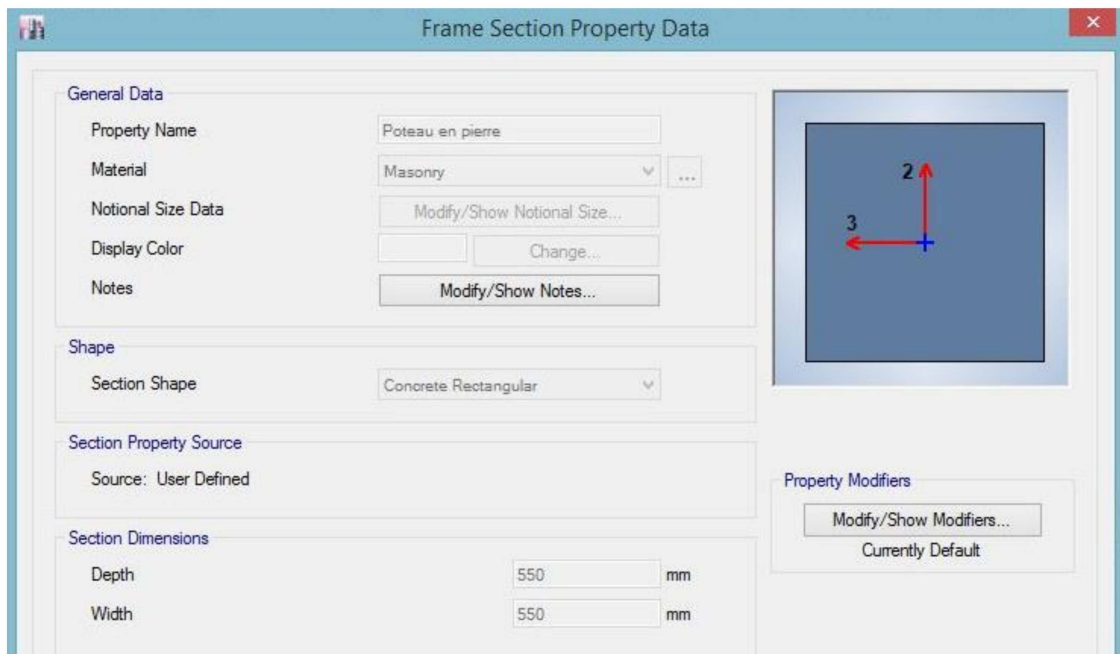 Frame Section Property Data
General Data
Property Name Poteau en pierre
Material Masonry ...
Notional Size Data Modify/Show Notional Size...
Display Color Change...
Notes Modify/Show Notes...
Shape
Section Shape Concrete Rectangular
Section Property Source
Source: User Defined
Section Dimensions
Depth 550 mm
Width 550 mm
2
3
Property Modifiers
Modify/Show Modifiers...
Currently Default